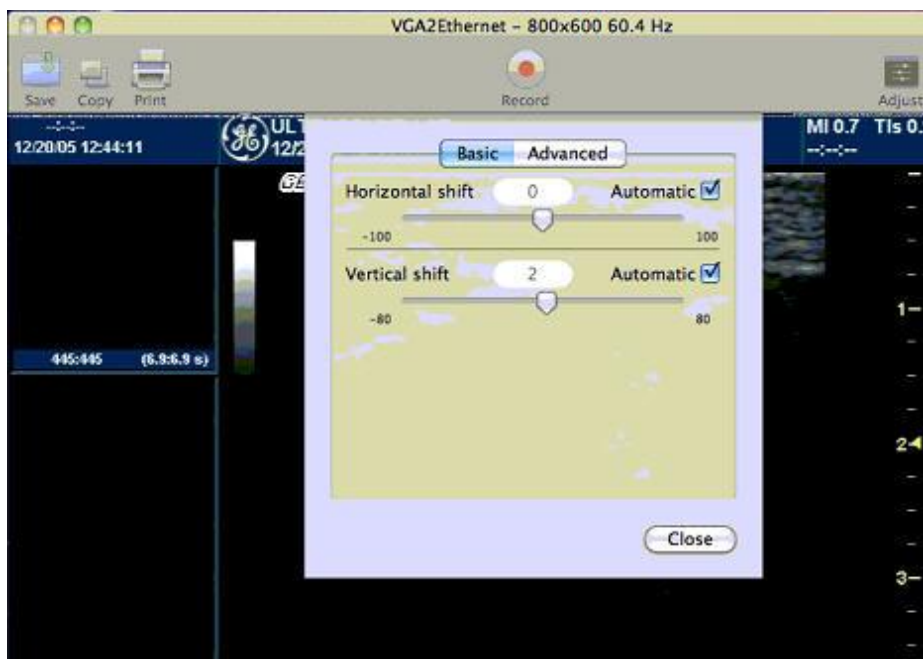 VGA2Ethernet – 800x600 60.4 Hz
Save Copy Print Record Adjust
--:--:-- MI 0.7 TIs 0.
12/20/05 12:44:11 UL --:--:--
12/2
GE
Basic Advanced
Horizontal shift 0 Automatic
-100 100
Vertical shift 2 Automatic
-80 80
1
445:445 (6.9:6.9 s)
2
Close
3